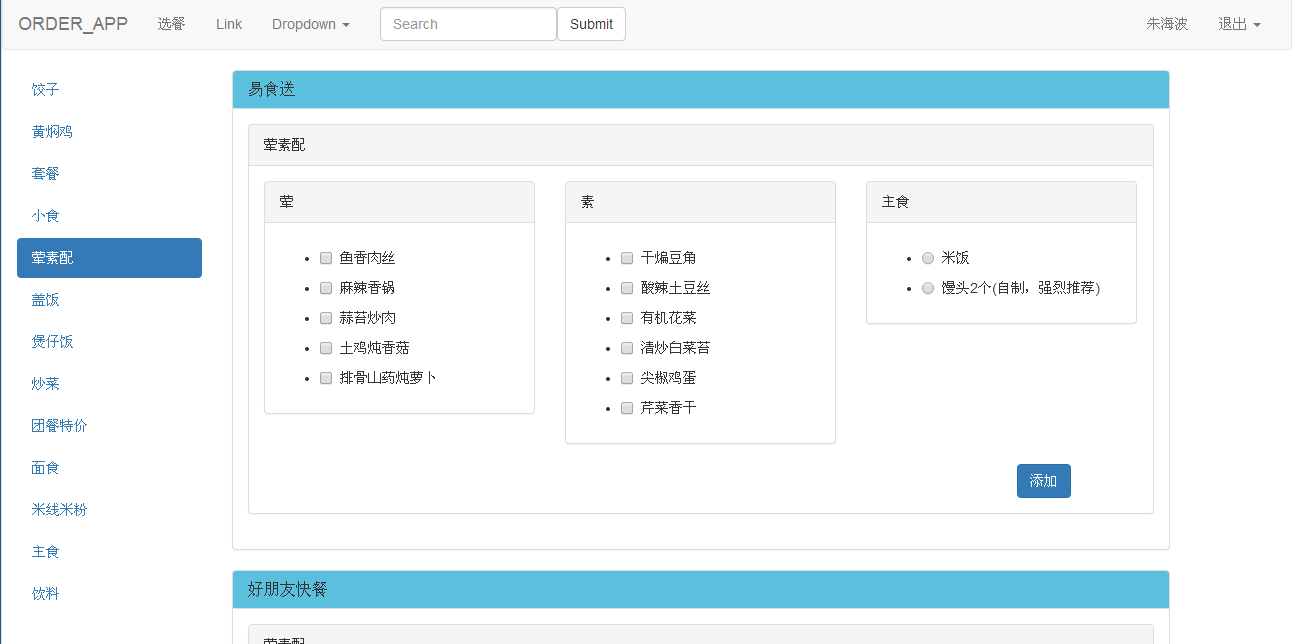 ORDER_APP 选餐 Link Dropdown Search Submit 朱海波 退出
饺子
黄焖鸡
套餐
小食
荤素配
盖饭
煲仔饭
炒菜
团餐特价
面食
米线米粉
主食
饮料
易食送
荤素配
荤
鱼香肉丝
麻辣香锅
蒜苔炒肉
土鸡炖香菇
排骨山药炖萝卜
素
干煸豆角
酸辣土豆丝
有机花菜
清炒白菜苔
尖椒鸡蛋
芹菜香干
主食
米饭
馒头2个(自制，强烈推荐)
添加
好朋友快餐
荤素配